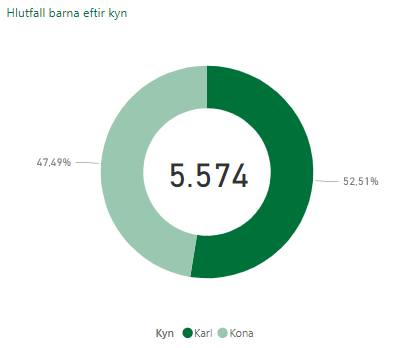 Hlutfall barna eftir kyn
47,49%
5.574
52,51%
Kyn Karl Kona